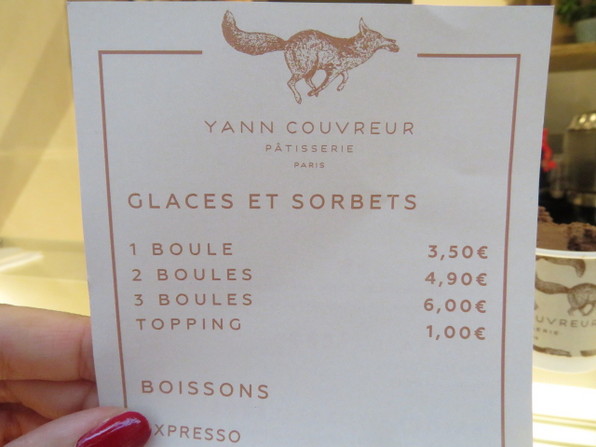 YANN COUVREUR
PÂTISSERIE
PARIS
GLACES ET SORBETS
1 BOULE 3,50€
2 BOULES 4,90€
3 BOULES 6,00€
TOPPING 1,00€
BOISSONS
XPRESSO
UVREUR